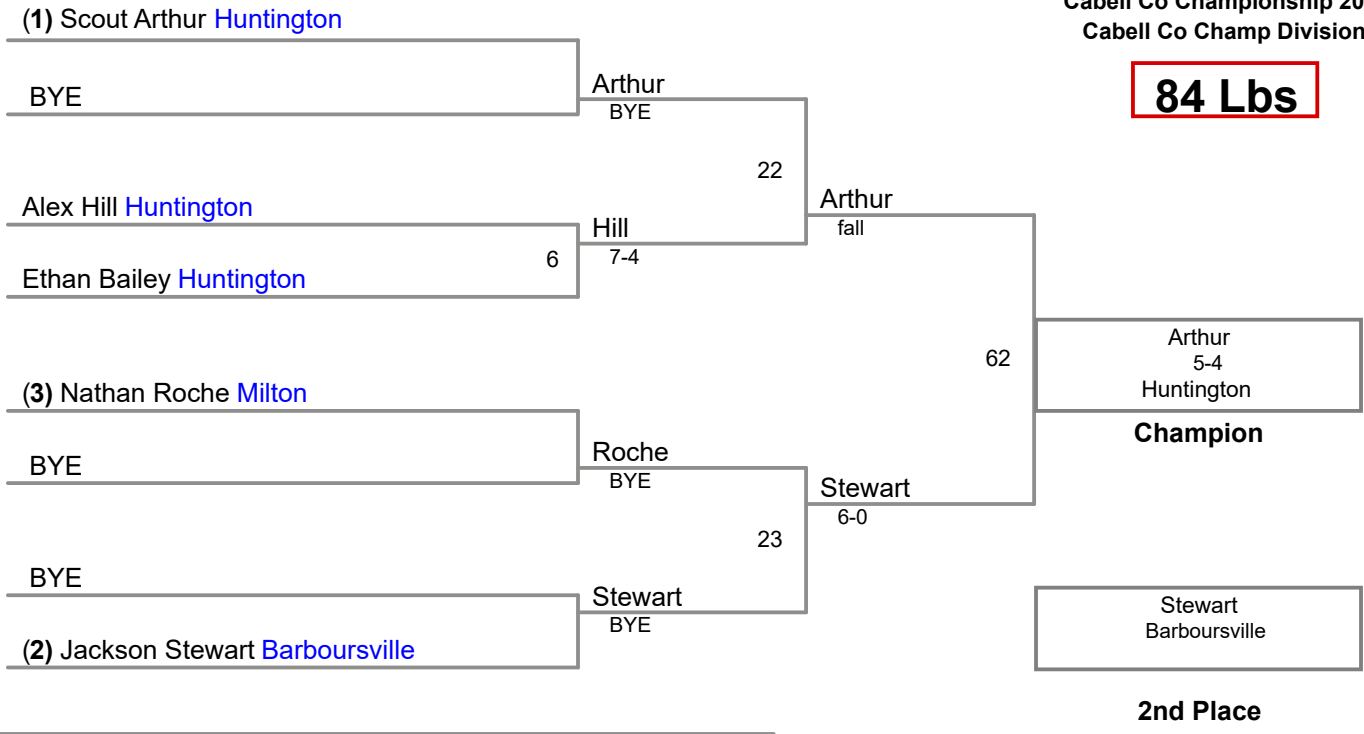 Cabell Co Championship 20
Cabell Co Champ Division
84 Lbs
(1) Scout Arthur Huntington
BYE
Arthur
BYE
22
Alex Hill Huntington
Ethan Bailey Huntington
6
Hill
7-4
Arthur
fall
62
(3) Nathan Roche Milton
BYE
Roche
BYE
23
BYE
(2) Jackson Stewart Barboursville
Stewart
BYE
Stewart
6-0
Arthur
5-4
Huntington
Champion
Stewart
Barboursville
2nd Place